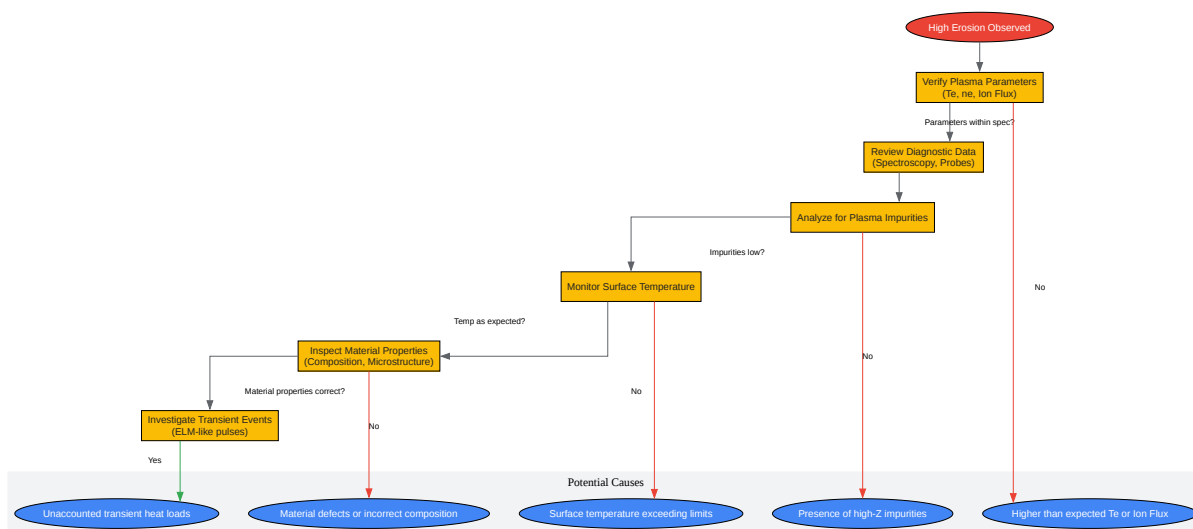 High Erosion Observed
Verify Plasma Parameters
(Te, ne, Ion Flux)
Parameters within spec?
Review Diagnostic Data
(Spectroscopy, Probes)
Analyze for Plasma Impurities
Impurities low?
Monitor Surface Temperature
No
Temp as expected?
Inspect Material Properties
(Composition, Microstructure)
No
Material properties correct?
No
Investigate Transient Events
(ELM-like pulses)
No
Yes
Potential Causes
Unaccounted transient heat loads
Material defects or incorrect composition
Surface temperature exceeding limits
Presence of high-Z impurities
Higher than expected Te or Ion Flux